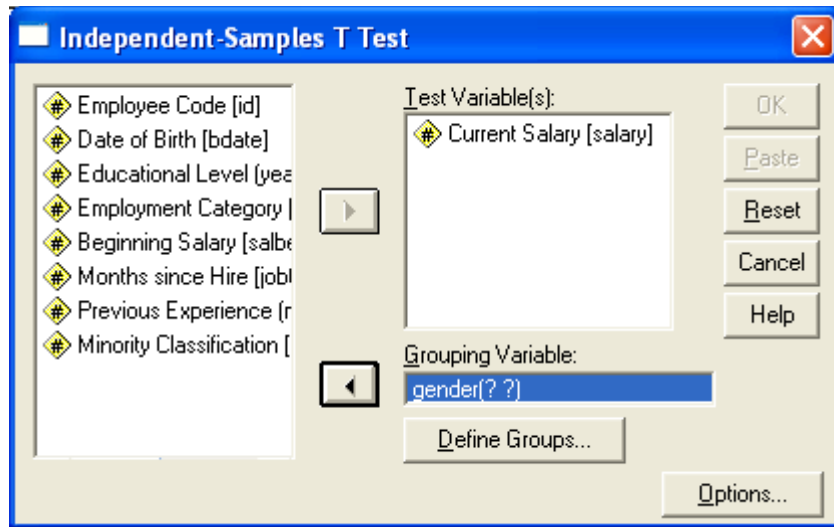 Independent-Samples T Test
Employee Code [id]
Date of Birth [bdate]
Educational Level (yea
Employment Category [
Beginning Salary [salbe
Months since Hire [jobt
Previous Experience (r
Minority Classification [
Test Variable(s):
Current Salary [salary]
Grouping Variable:
gender(? ?)
Define Groups...
OK
Paste
Reset
Cancel
Help
Options...